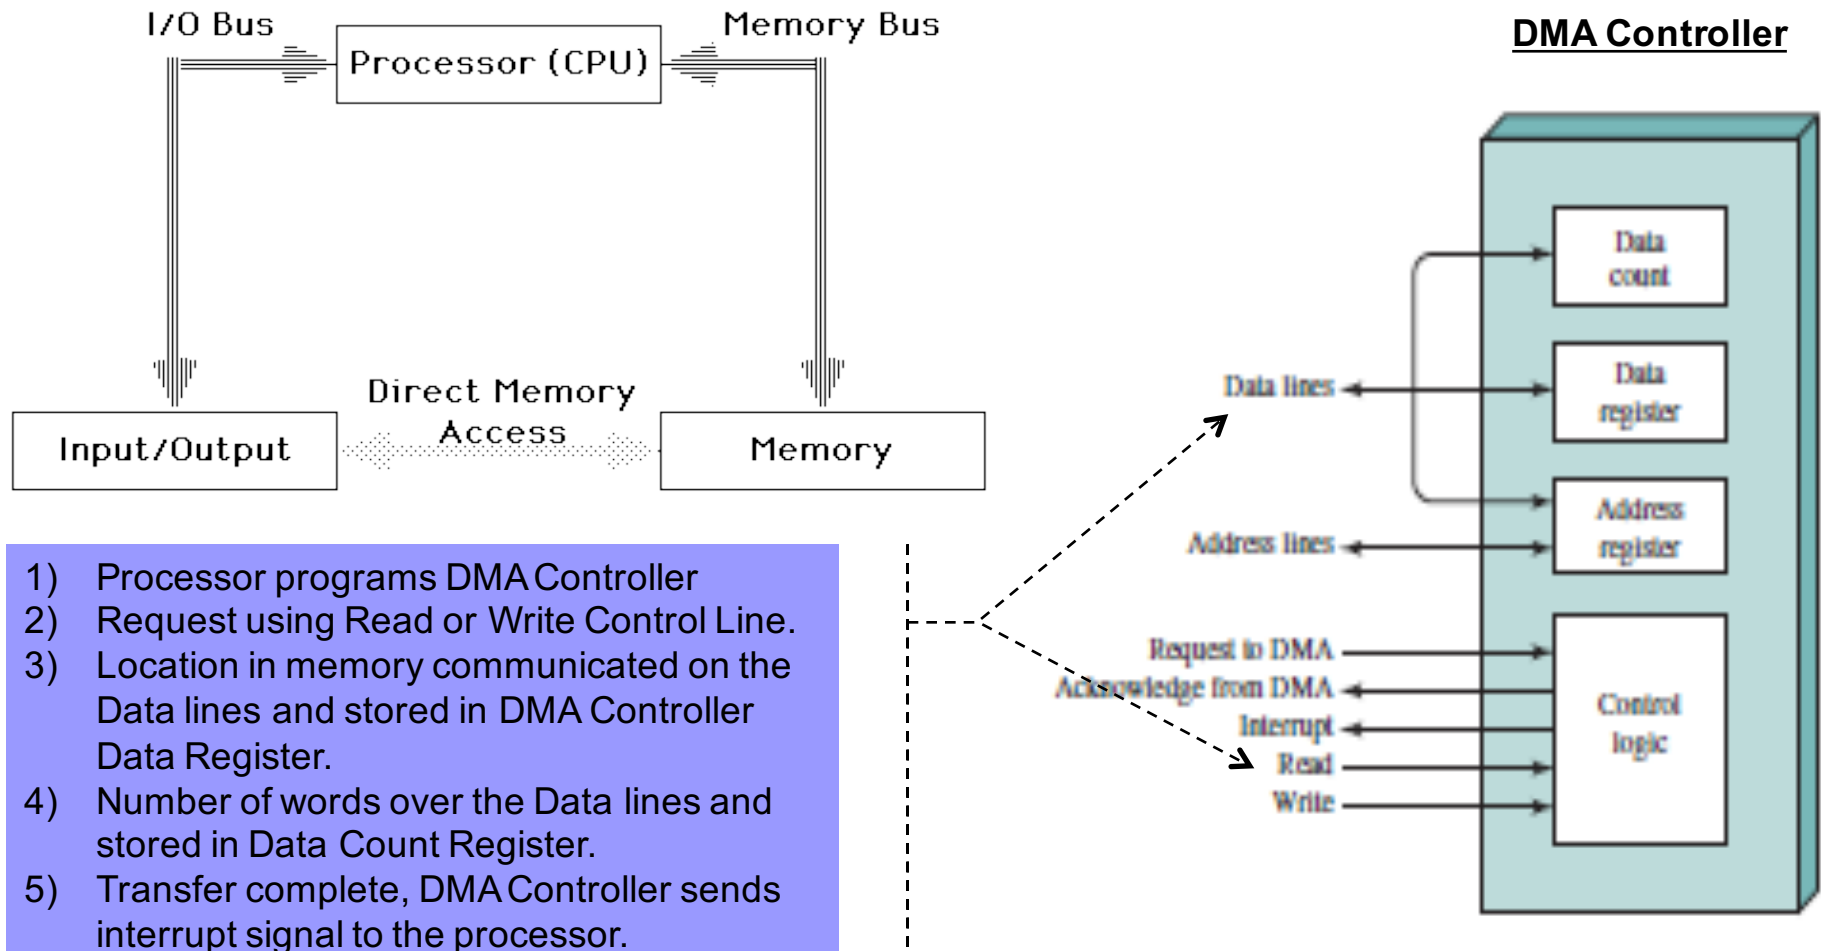 I/O Bus
Memory Bus
Processor (CPU)
Direct Memory
Access
Input/Output
Memory
1) Processor programs DMA Controller
2) Request using Read or Write Control Line.
3) Location in memory communicated on the
Data lines and stored in DMA Controller
Data Register.
4) Number of words over the Data lines and
stored in Data Count Register.
5) Transfer complete, DMA Controller sends
interrupt signal to the processor.
DMA Controller
Data
count
Data lines
Data
register
Address
register
Address lines
Request to DMA
Acknowledge from DMA
Interrupt
Read
Write
Control
logic